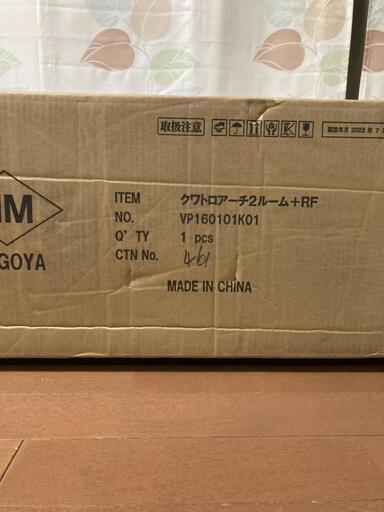 取扱注意
製造年月 2022 年 7
IM
GOYA
ITEM クワトロアーチ2ルーム+RF
NO. VP160101K01
Q'TY 1 pcs
CTN No. 461
MADE IN CHINA